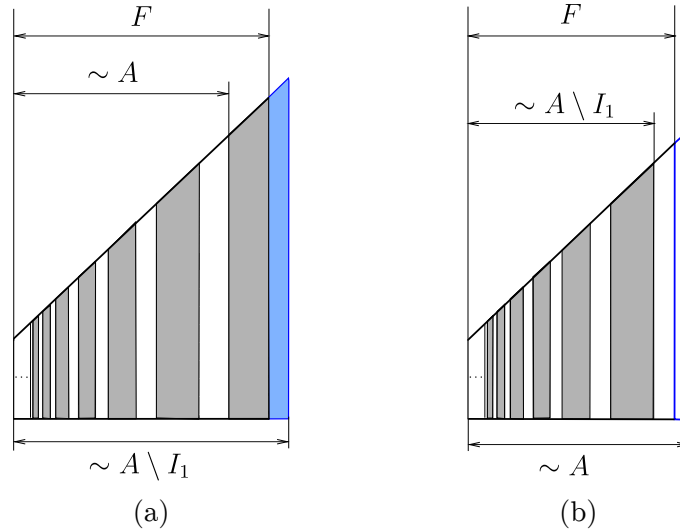 F
∼ A
∼ A \ I₁
(a)
F
∼ A \ I₁
∼ A
(b)